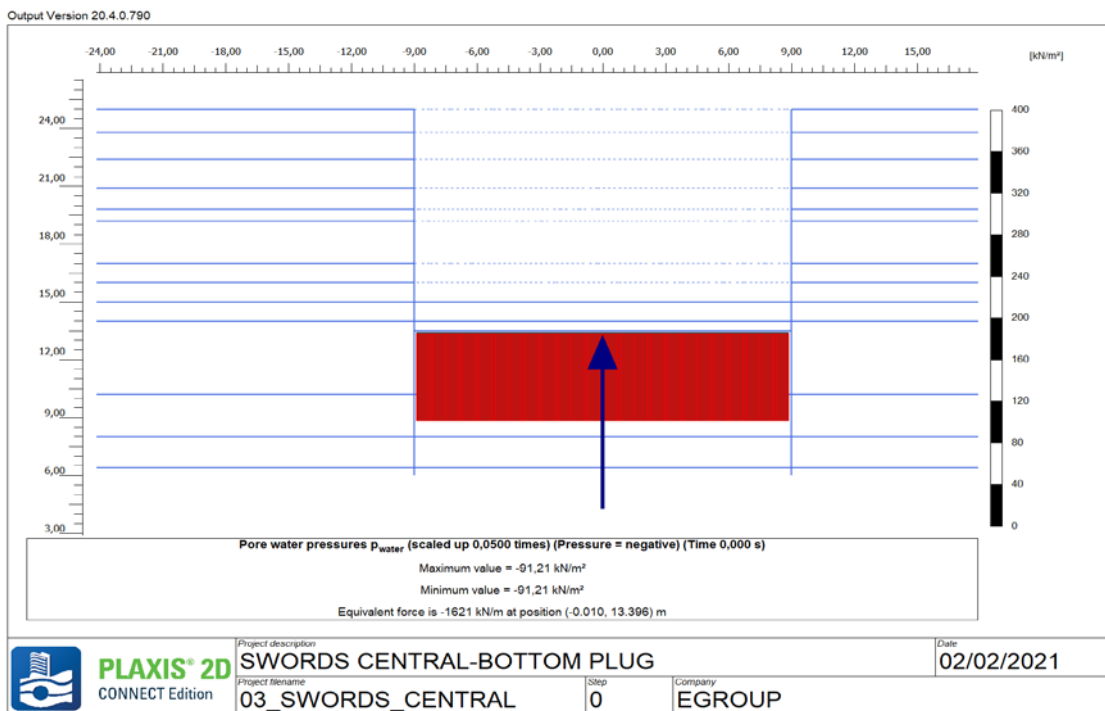 Output Version 20.4.0.790
-24,00 -18,00 -15,00 -12,00 -9,00 -6,00 -3,00 0,00 3,00 6,00 9,00 12,00 15,00
[kN/m²]
24,00
21,00
18,00
15,00
12,00
9,00
6,00
3,00
400
360
320
280
240
200
160
120
80
40
0
Pore water pressures pwater (scaled up 0,0500 times) (Pressure = negative) (Time 0,000 s)
Maximum value = -91,21 kN/m²
Minimum value = -91,21 kN/m²
Equivalent force is -1621 kN/m at position (-0.010, 13.396) m
PLAXIS® 2D
CONNECT Edition
Project description
SWORDS CENTRAL-BOTTOM PLUG
Date
02/02/2021
Project filename
03_SWORDS_CENTRAL
Step
0
Company
EGROUP